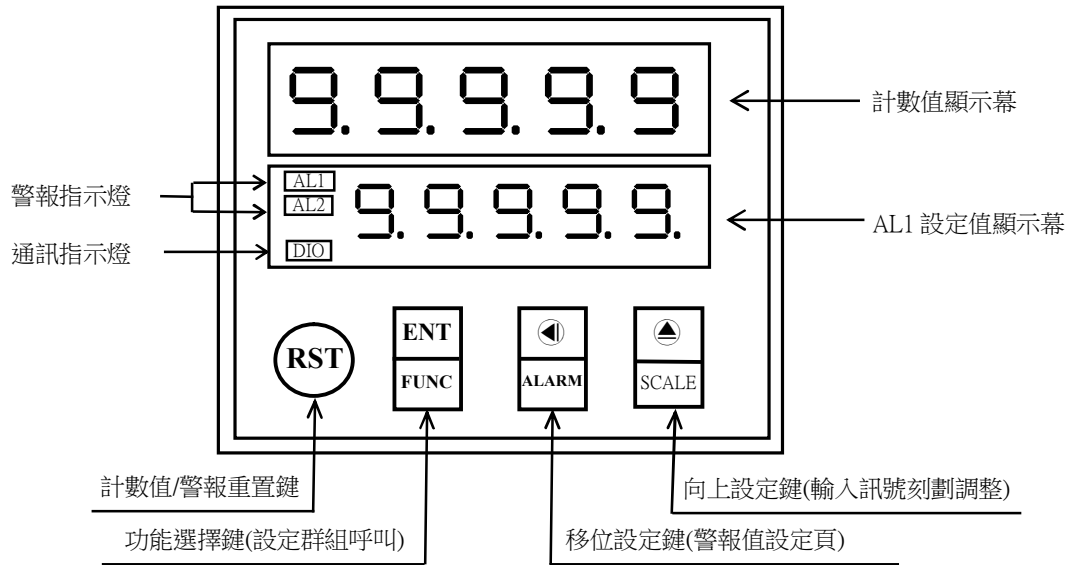 9.9.9.9.9
計數值顯示幕
警報指示燈
AL1
AL2
9.9.9.9.9.
AL1 設定值顯示幕
通訊指示燈
DIO
RST
ENT
FUNC
ALARM
SCALE
計數值/警報重置鍵
向上設定鍵(輸入訊號刻劃調整)
功能選擇鍵(設定群組呼叫)
移位設定鍵(警報值設定頁)